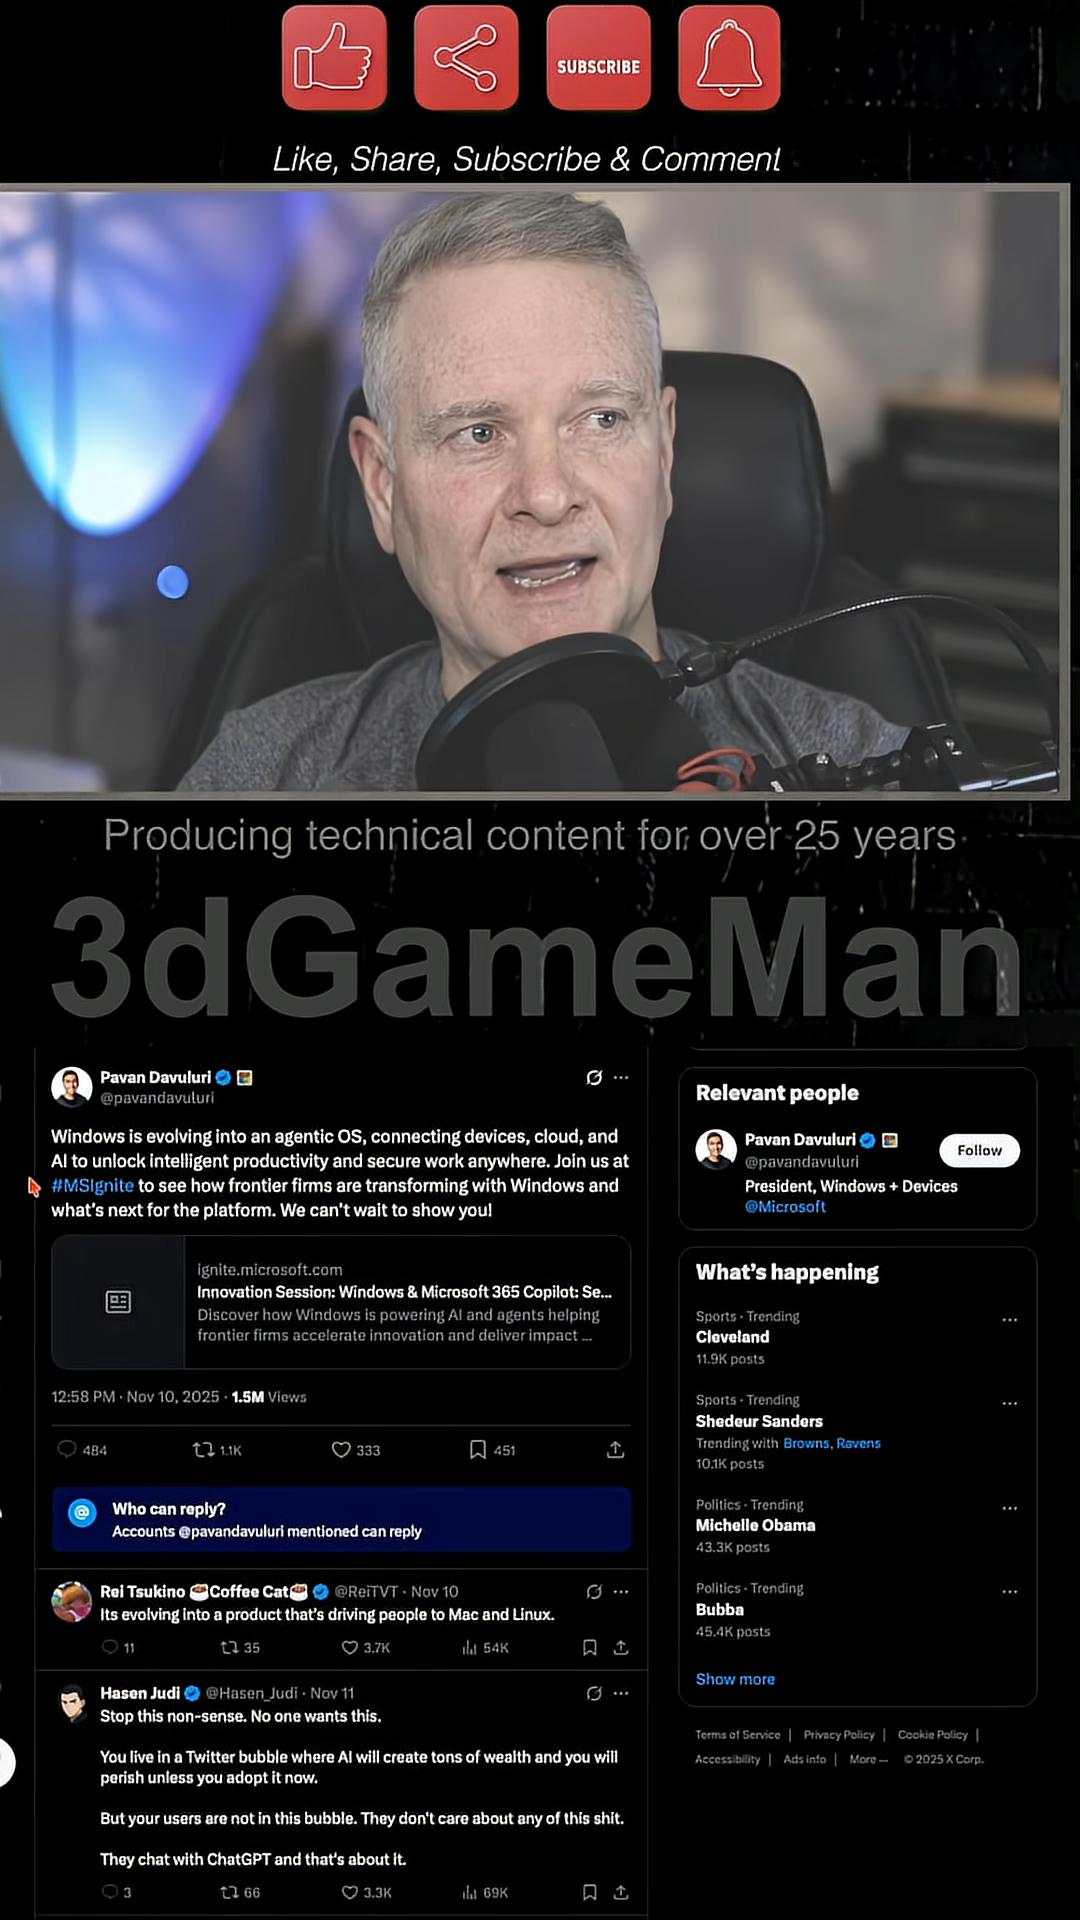 SUBSCRIBE
Like, Share, Subscribe & Comment
Producing technical content for over 25 years
3dGameMan
Pavan Davuluri
@pavandavuluri
Windows is evolving into an agentic OS, connecting devices, cloud, and
AI to unlock intelligent productivity and secure work anywhere. Join us at
#MSIgnite to see how frontier firms are transforming with Windows and
what's next for the platform. We can't wait to show you!
ignite.microsoft.com
Innovation Session: Windows & Microsoft 365 Copilot: Se...
Discover how Windows is powering AI and agents helping
frontier firms accelerate innovation and deliver impact ...
12:58 PM · Nov 10, 2025 · 1.5M Views
484 1.1K 333 451
Who can reply?
Accounts @pavandavuluri mentioned can reply
Rei Tsukino ☕Coffee Cat☕ @ReiTVT · Nov 10
Its evolving into a product that's driving people to Mac and Linux.
11 35 3.7K 54K
Hasen Judi @Hasen_Judi · Nov 11
Stop this non-sense. No one wants this.
You live in a Twitter bubble where AI will create tons of wealth and you will
perish unless you adopt it now.
But your users are not in this bubble. They don't care about any of this shit.
They chat with ChatGPT and that's about it.
3 66 3.3K 69K
Relevant people
Pavan Davuluri
@pavandavuluri
Follow
President, Windows + Devices
@Microsoft
What's happening
Sports · Trending
Cleveland
11.9K posts
Sports · Trending
Shedeur Sanders
Trending with Browns, Ravens
10.1K posts
Politics · Trending
Michelle Obama
43.3K posts
Politics · Trending
Bubba
45.4K posts
Show more
Terms of Service | Privacy Policy | Cookie Policy |
Accessibility | Ads info | More ... © 2025 X Corp.